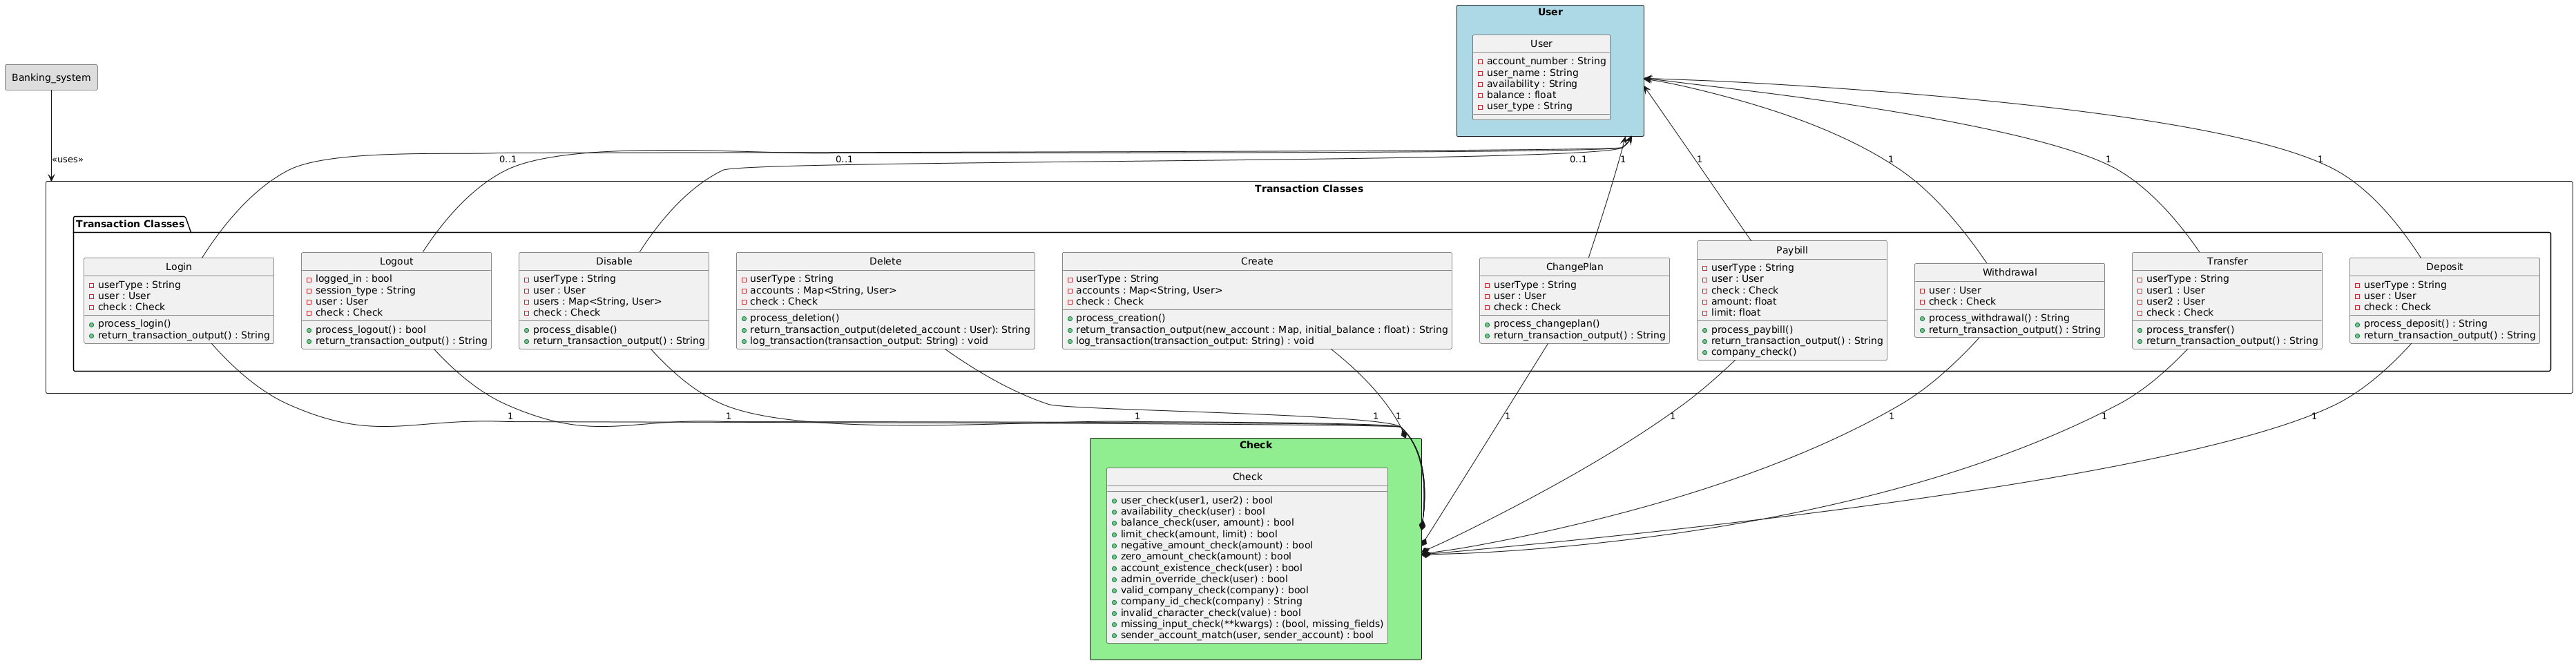 User
User
account_number : String
user_name : String
availability : String
balance : float
user_type : String
Banking_system
«uses»
0..1
0..1
0..1
1
1
1
1
1
Transaction Classes
Transaction Classes
Login
userType : String
user : User
check : Check
process_login()
return_transaction_output() : String
Logout
logged_in : bool
session_type : String
user : User
check : Check
process_logout() : bool
return_transaction_output() : String
Disable
userType : String
user : User
users : Map<String, User>
check : Check
process_disable()
return_transaction_output() : String
Delete
userType : String
accounts : Map<String, User>
check : Check
process_deletion()
return_transaction_output(deleted_account : User): String
log_transaction(transaction_output: String) : void
Create
userType : String
accounts : Map<String, User>
check : Check
process_creation()
return_transaction_output(new_account : Map, initial_balance : float) : String
log_transaction(transaction_output: String) : void
ChangePlan
userType : String
user : User
check : Check
process_changeplan()
return_transaction_output() : String
Paybill
userType : String
user : User
check : Check
amount: float
limit: float
process_paybill()
return_transaction_output() : String
company_check()
Withdrawal
user : User
check : Check
process_withdrawal() : String
return_transaction_output() : String
Transfer
userType : String
user1 : User
user2 : User
check : Check
process_transfer()
return_transaction_output() : String
Deposit
userType : String
user : User
check : Check
process_deposit() : String
return_transaction_output() : String
1
1
1
1
1
1
1
1
1
1
Check
Check
user_check(user1, user2) : bool
availability_check(user) : bool
balance_check(user, amount) : bool
limit_check(amount, limit) : bool
negative_amount_check(amount) : bool
zero_amount_check(amount) : bool
account_existence_check(user) : bool
admin_override_check(user) : bool
valid_company_check(company) : bool
company_id_check(company) : String
invalid_character_check(value) : bool
missing_input_check(**kwargs) : (bool, missing_fields)
sender_account_match(user, sender_account) : bool